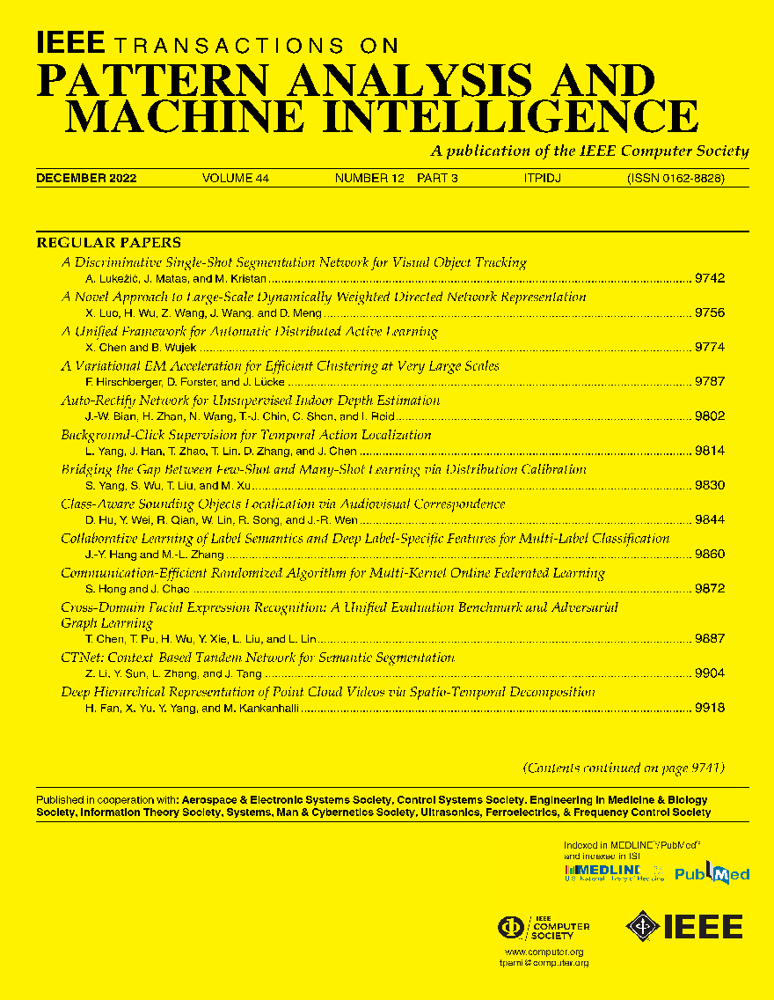 IEEE TRANSACTIONS ON
PATTERN ANALYSIS AND
MACHINE INTELLIGENCE
A publication of the IEEE Computer Society
DECEMBER 2022 VOLUME 44 NUMBER 12 PART 3 ITPIDJ (ISSN 0162-8828)
REGULAR PAPERS
A Discriminative Single-Shot Segmentation Network for Visual Object Tracking
A. Lukežič, J. Matas, and M. Kristan 9742
A Novel Approach to Large-Scale Dynamically Weighted Directed Network Representation
X. Luo, H. Wu, Z. Wang, J. Wang, and D. Meng 9756
A Unified Framework for Automatic Distributed Active Learning
X. Chen and B. Wujek 9774
A Variational EM Acceleration for Efficient Clustering at Very Large Scales
F. Hirschberger, D. Forster, and J. Lücke 9787
Auto-Rectify Network for Unsupervised Indoor Depth Estimation
J.-W. Bian, H. Zhan, N. Wang, T.-J. Chin, C. Shen, and I. Reid 9802
Background-Click Supervision for Temporal Action Localization
L. Yang, J. Han, T. Zhao, T. Lin, D. Zhang, and J. Chen 9814
Bridging the Gap Between Few-Shot and Many-Shot Learning via Distribution Calibration
S. Yang, S. Wu, T. Liu, and M. Xu 9830
Class-Aware Sounding Objects Localization via Audiovisual Correspondence
D. Hu, Y. Wei, R. Qian, W. Lin, R. Song, and J.-R. Wen 9844
Collaborative Learning of Label Semantics and Deep Label-Specific Features for Multi-Label Classification
J.-Y. Hang and M.-L. Zhang 9860
Communication-Efficient Randomized Algorithm for Multi-Kernel Online Federated Learning
S. Hong and J. Chae 9872
Cross-Domain Facial Expression Recognition: A Unified Evaluation Benchmark and Adversarial
Graph Learning
T. Chen, T. Pu, H. Wu, Y. Xie, L. Liu, and L. Lin 9887
CTNet: Context-Based Tandem Network for Semantic Segmentation
Z. Li, Y. Sun, L. Zhang, and J. Tang 9904
Deep Hierarchical Representation of Point Cloud Videos via Spatio-Temporal Decomposition
H. Fan, X. Yu, Y. Yang, and M. Kankanhalli 9918
(Contents continued on page 9741)
Published in cooperation with: Aerospace & Electronic Systems Society, Control Systems Society, Engineering in Medicine & Biology
Society, Information Theory Society, Systems, Man & Cybernetics Society, Ultrasonics, Ferroelectrics, & Frequency Control Society
Indexed in MEDLINE®/PubMed®
and indexed in ISI
MEDLINE PubMed
U.S. National Library of Medicine
IEEE
COMPUTER
SOCIETY
IEEE
www.computer.org
tpami@computer.org